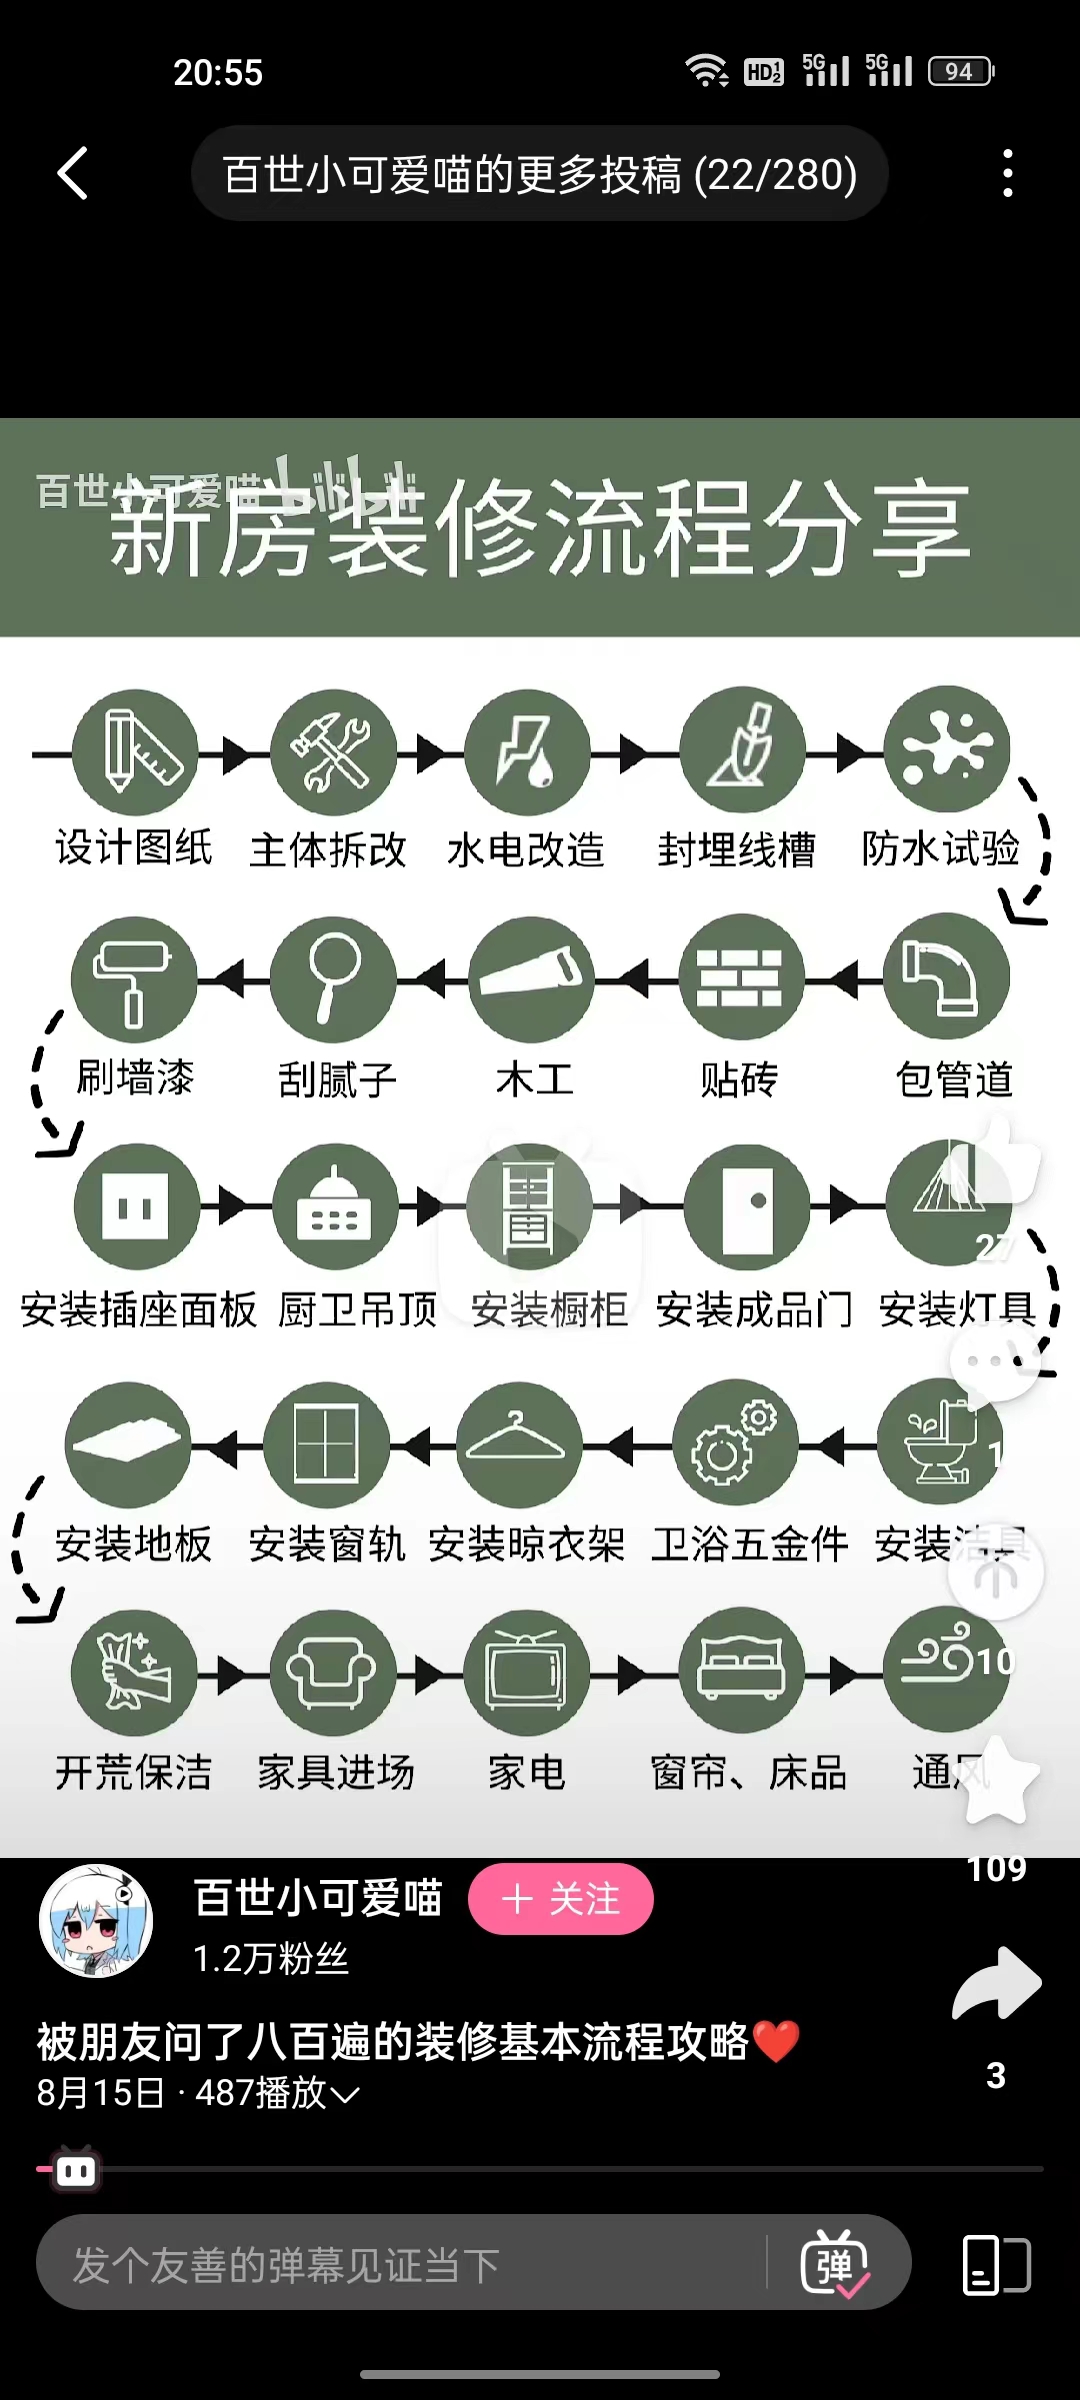 20:55
HD 1 2 5G 5G 94
百世小可爱喵的更多投稿 (22/280)
百世小可爱喵 bilibili
新房装修流程分享
设计图纸 主体拆改 水电改造 封埋线槽 防水试验
刷墙漆 刮腻子 木工 贴砖 包管道
27
安装插座面板 厨卫吊顶 安装橱柜 安装成品门 安装灯具
1
安装地板 安装窗轨 安装晾衣架 卫浴五金件 安装洁具
10
开荒保洁 家具进场 家电 窗帘、床品 通风
109
百世小可爱喵 + 关注
1.2万粉丝
被朋友问了八百遍的装修基本流程攻略❤️
8月15日 · 487播放
3
发个友善的弹幕见证当下 弹